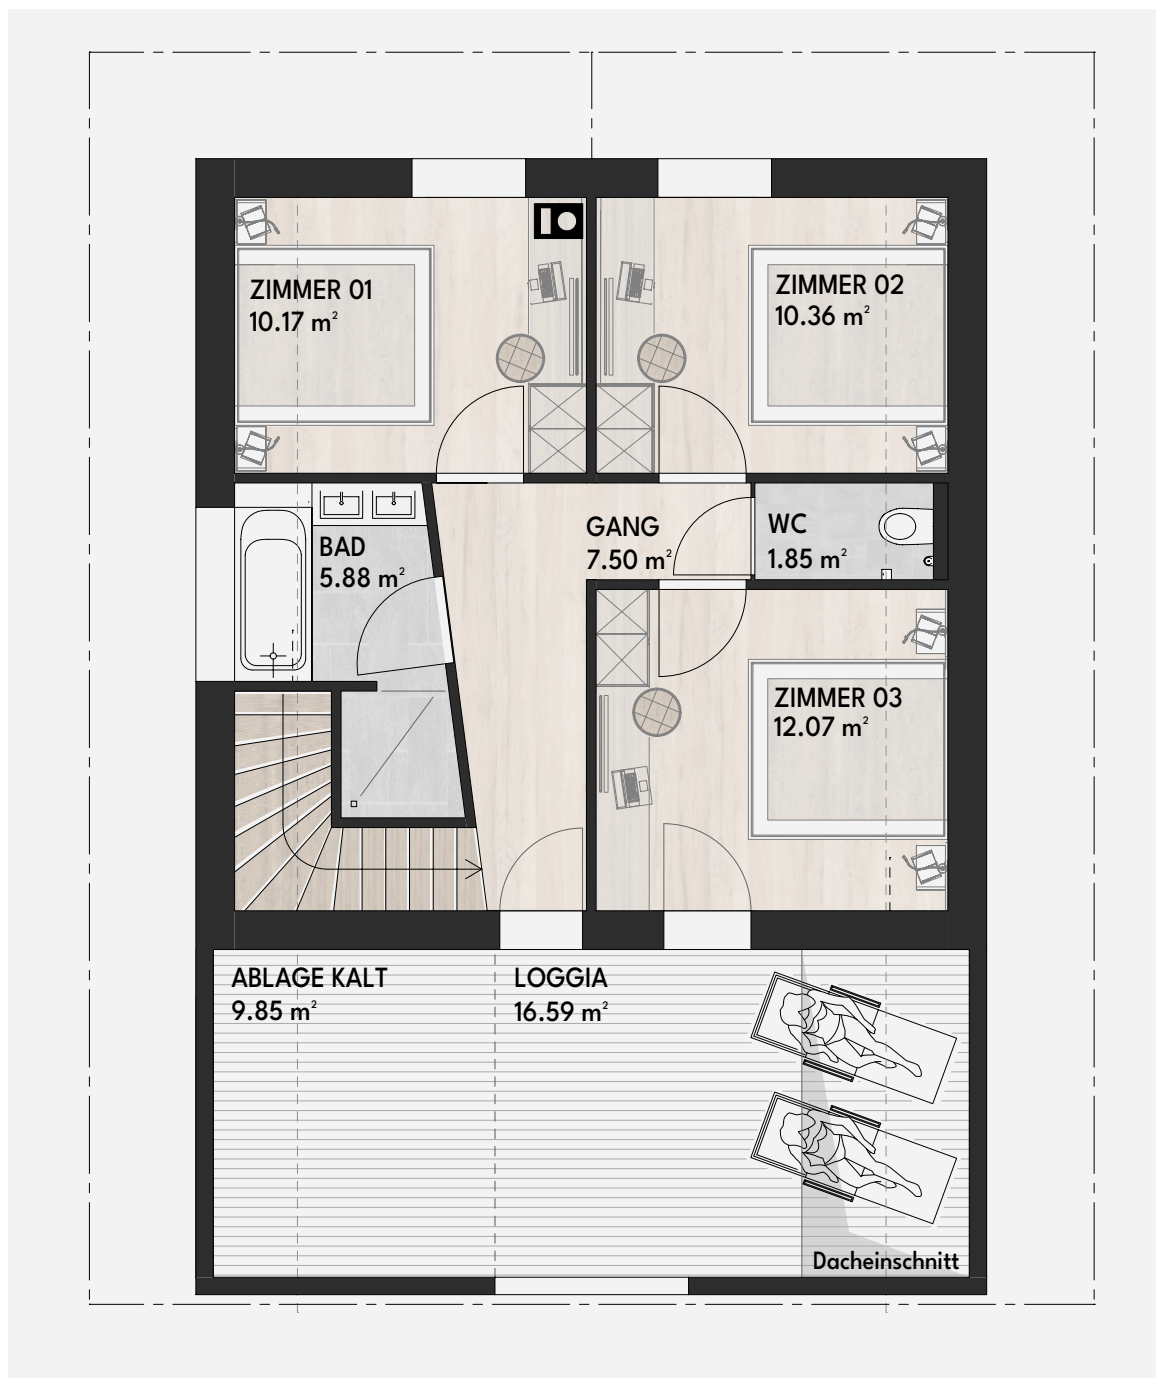 ZIMMER 01
10.17 m²
ZIMMER 02
10.36 m²
GANG
7.50 m²
WC
1.85 m²
BAD
5.88 m²
ZIMMER 03
12.07 m²
ABLAGE KALT
9.85 m²
LOGGIA
16.59 m²
Dacheinschnitt